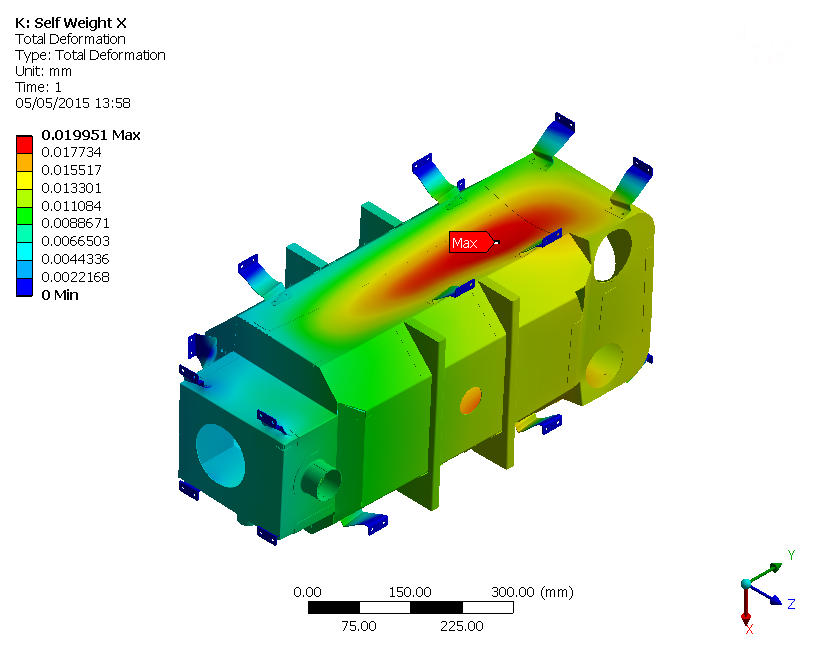 K: Self Weight X
Total Deformation
Type: Total Deformation
Unit: mm
Time: 1
05/05/2015 13:58
0.019951 Max
0.017734
0.015517
0.013301
0.011084
0.0088671
0.0066503
0.0044336
0.0022168
0 Min
Max
0.00 150.00 300.00 (mm)
75.00 225.00
Y
Z
X